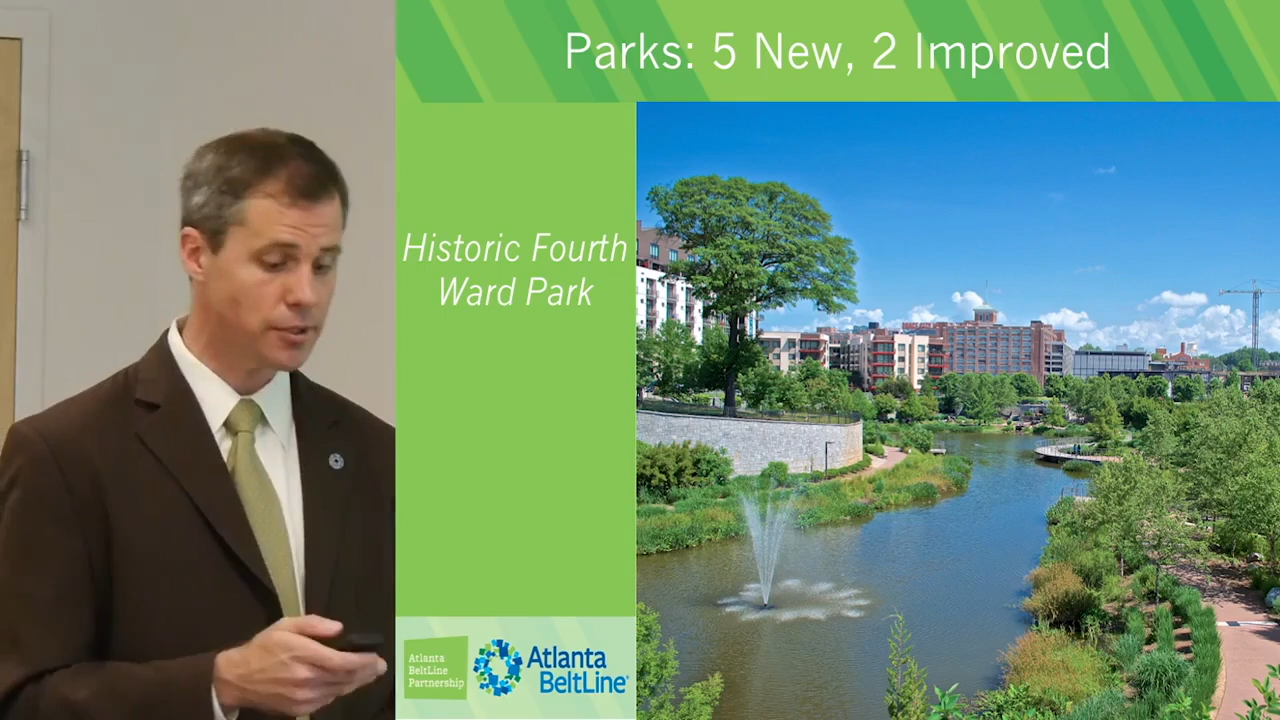 Parks: 5 New, 2 Improved
Historic Fourth
Ward Park
Atlanta
BeltLine
Partnership
Atlanta
BeltLine